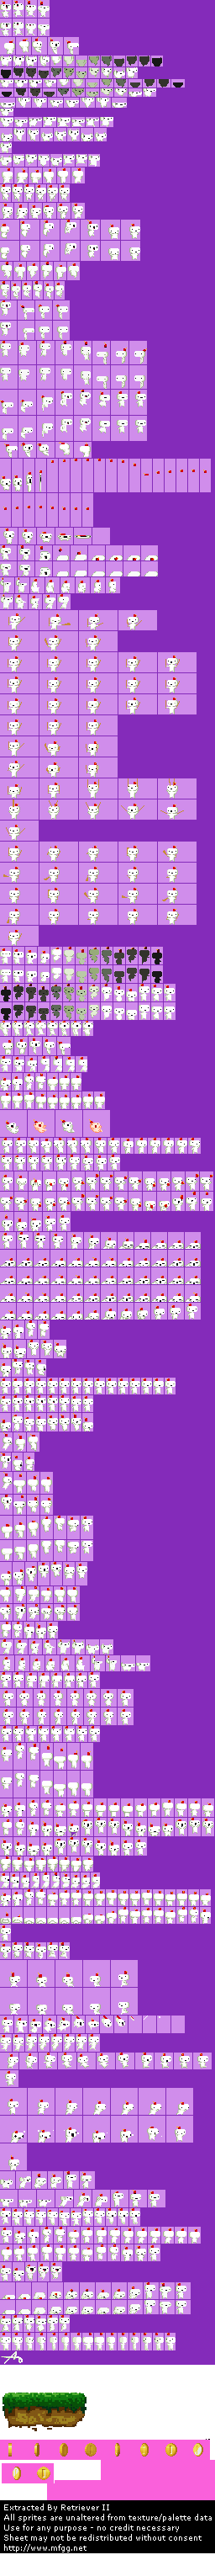 Extracted By Retriever II
All sprites are unaltered from texture/palette data
Use for any purpose - no credit necessary
Sheet may not be redistributed without consent
http://www.mfgg.net